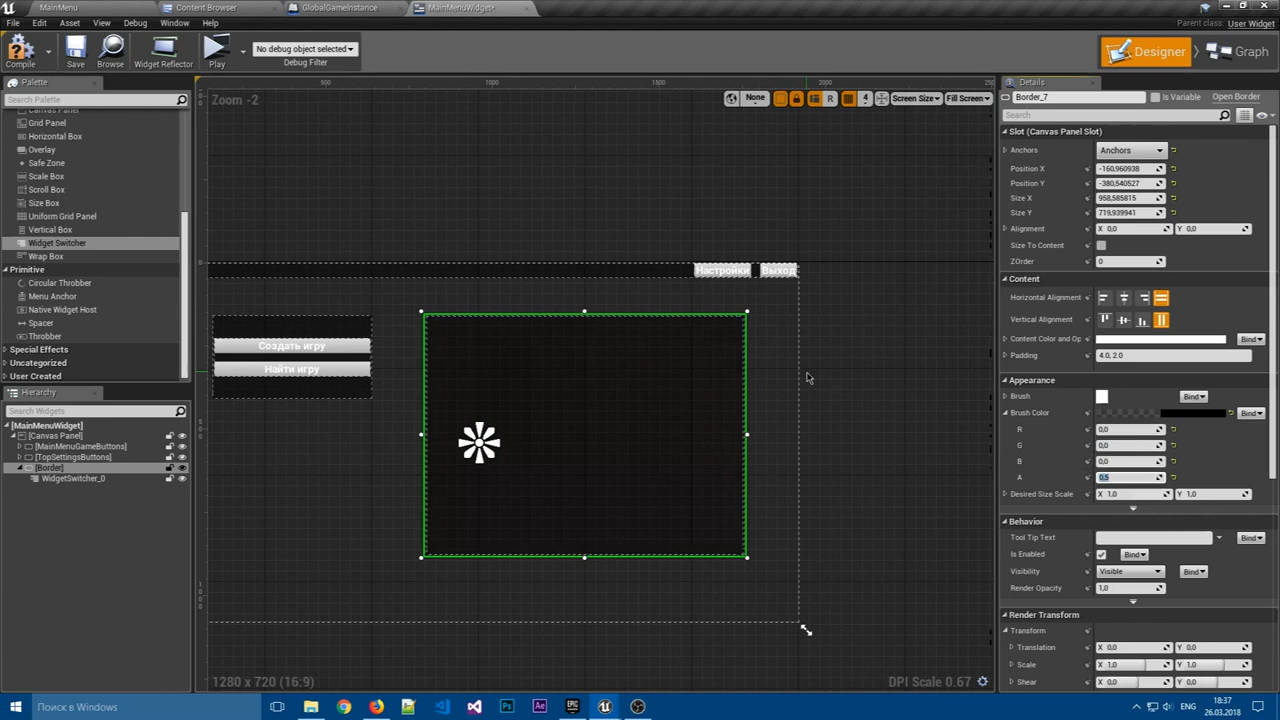 MainMenu
Content Browser
GlobalGameInstance
MainMenuWidget*
File Edit Asset View Debug Window Help
Parent class: User Widget
Compile
Save
Browse
Widget Reflector
Play
No debug object selected
Debug Filter
Designer
Graph
Palette
Search Palette
Canvas Panel
Grid Panel
Horizontal Box
Overlay
Safe Zone
Scale Box
Scroll Box
Size Box
Uniform Grid Panel
Vertical Box
Widget Switcher
Wrap Box
Primitive
Circular Throbber
Menu Anchor
Native Widget Host
Spacer
Throbber
Special Effects
Uncategorized
User Created
Hierarchy
Search Widgets
[MainMenuWidget]
[Canvas Panel]
[MainMenuGameButtons]
[TopSettingsButtons]
[Border]
WidgetSwitcher_0
500 1000 1500 2000
Zoom -2
None
R
4
Screen Size
Fill Screen
Настройки
Выход
Создать игру
Найти игру
1280 x 720 (16:9)
DPI Scale 0.67
Details
Border_7
Is Variable
Open Border
Search
Slot (Canvas Panel Slot)
Anchors Anchors
Position X -160,960938
Position Y -380,540527
Size X 958,585815
Size Y 719,939941
Alignment X 0,0 Y 0,0
Size To Content
ZOrder 0
Content
Horizontal Alignment
Vertical Alignment
Content Color and Op Bind
Padding 4.0, 2.0
Appearance
Brush Bind
Brush Color Bind
R 0,0
G 0,0
B 0,0
A 0,5
Desired Size Scale X 1,0 Y 1,0
Behavior
Tool Tip Text Bind
Is Enabled Bind
Visibility Visible Bind
Render Opacity 1,0
Render Transform
Transform
Translation X 0,0 Y 0,0
Scale X 1,0 Y 1,0
Shear X 0,0 Y 0,0
Поиск в Windows
Ps
Ae
EPIC
18:37
26.03.2018